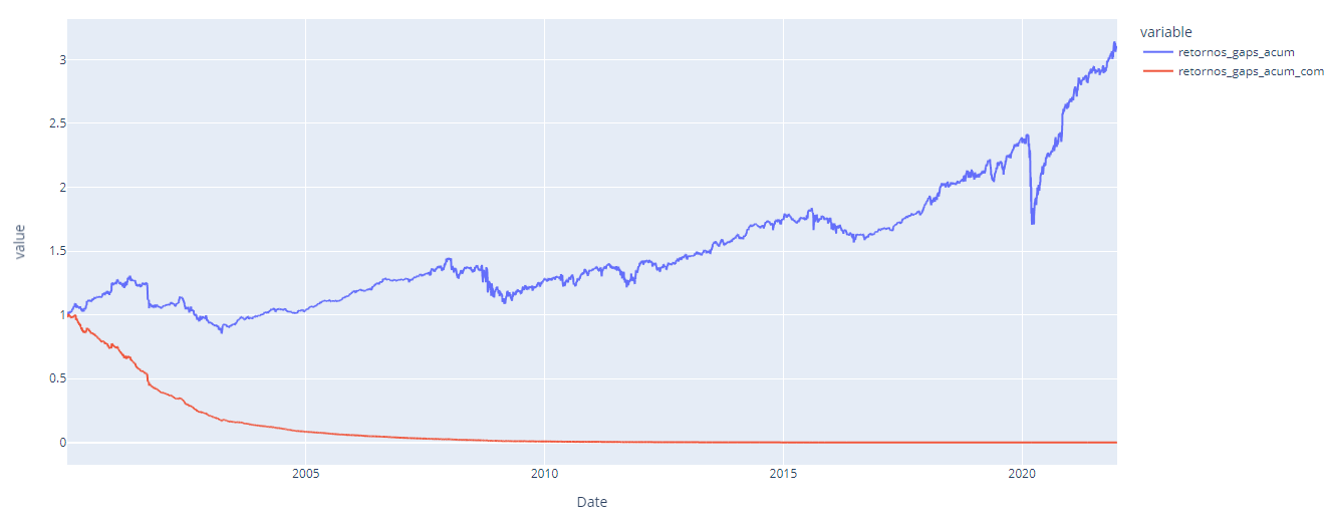 variable
retornos_gaps_acum
retornos_gaps_acum_com
3
2.5
2
1.5
1
0.5
0
value
2005
2010
2015
2020
Date